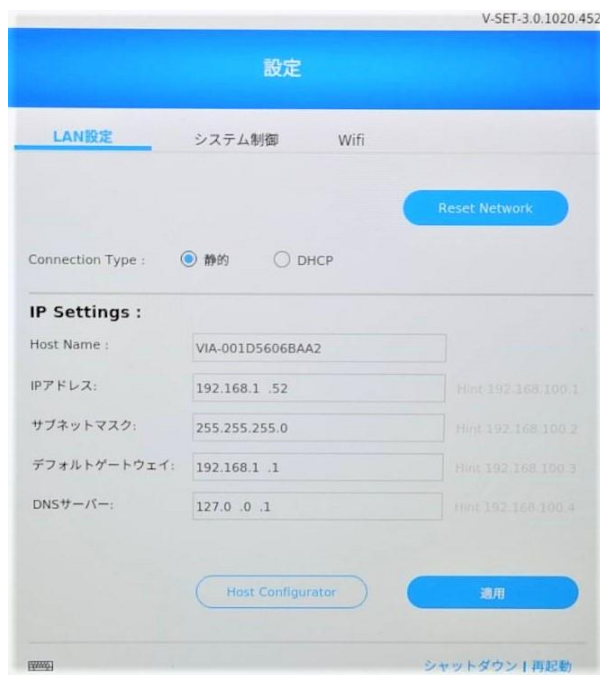 V-SET-3.0.1020.452
設定
LAN設定 システム制御 Wifi
Reset Network
Connection Type : 静的 DHCP
IP Settings :
Host Name : VIA-001D5606BAA2
IPアドレス: 192.168.1 .52 Hint 192.168.100.1
サブネットマスク: 255.255.255.0 Hint 192.168.100.2
デフォルトゲートウェイ: 192.168.1 .1 Hint 192.168.100.3
DNSサーバー: 127.0 .0 .1 Hint 192.168.100.4
Host Configurator 適用
シャットダウン | 再起動